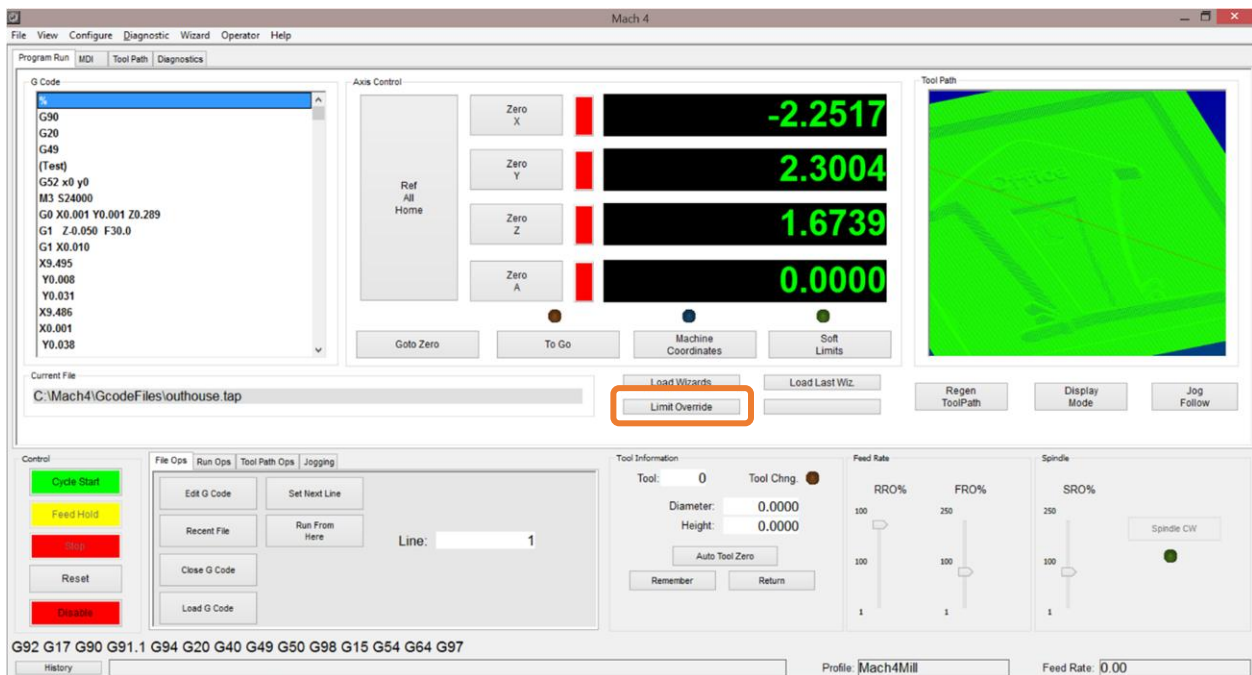 Mach 4
File View Configure Diagnostic Wizard Operator Help
Program Run MDI Tool Path Diagnostics
G Code
%
G90
G20
G49
(Test)
G52 x0 y0
M3 S24000
G0 X0.001 Y0.001 Z0.289
G1 Z-0.050 F30.0
G1 X0.010
X9.495
Y0.008
Y0.031
X9.486
X0.001
Y0.038
Axis Control
Ref
All
Home
Zero
X
-2.2517
Zero
Y
2.3004
Zero
Z
1.6739
Zero
A
0.0000
Goto Zero
To Go
Machine
Coordinates
Soft
Limits
Tool Path
Office
Current File
C:\Mach4\GcodeFiles\outhouse.tap
Load Wizards
Load Last Wiz.
Limit Override
Regen
ToolPath
Display
Mode
Jog
Follow
Control
Cycle Start
Feed Hold
Stop
Reset
Disable
File Ops Run Ops Tool Path Ops Jogging
Edit G Code
Set Next Line
Recent File
Run From
Here
Close G Code
Load G Code
Line: 1
Tool Information
Tool: 0 Tool Chng.
Diameter: 0.0000
Height: 0.0000
Auto Tool Zero
Remember
Return
Feed Rate
RRO%
FRO%
100
250
100
100
1
1
Spindle
SRO%
250
100
1
Spindle CW
G92 G17 G90 G91.1 G94 G20 G40 G49 G50 G98 G15 G54 G64 G97
History
Profile: Mach4Mill
Feed Rate: 0.00